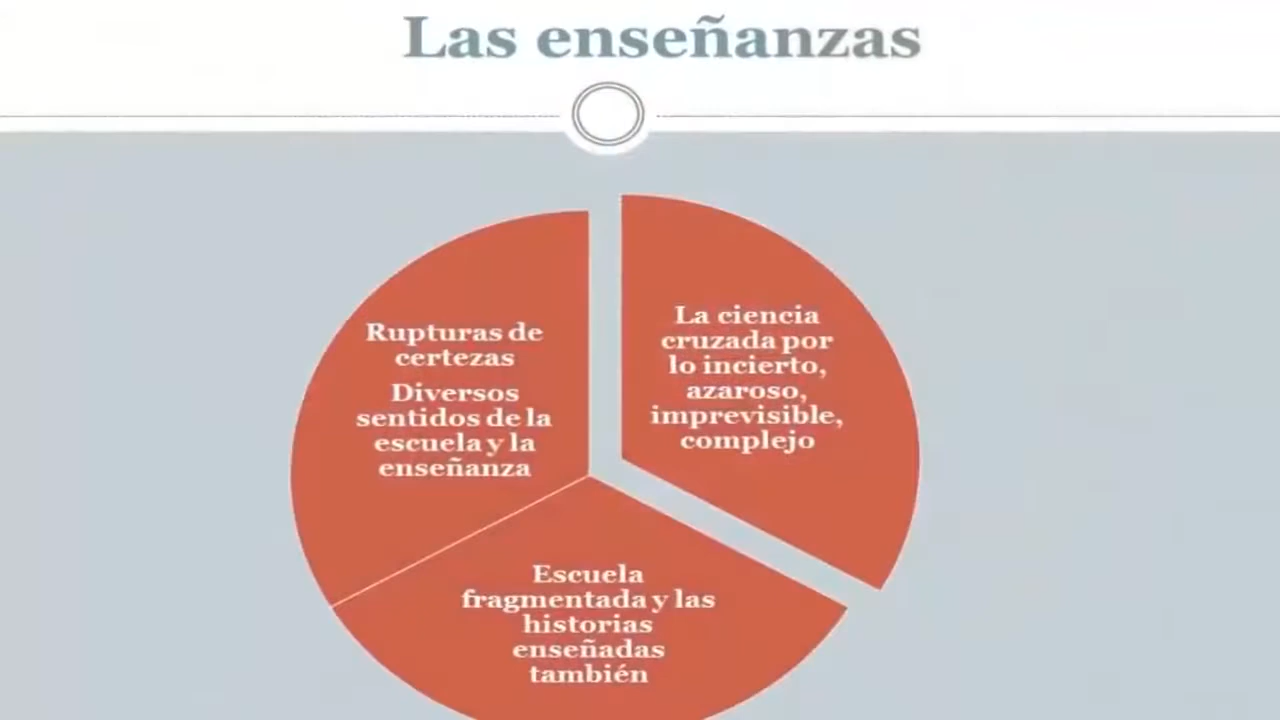 Las enseñanzas
Rupturas de
certezas
Diversos
sentidos de la
escuela y la
enseñanza
La ciencia
cruzada por
lo incierto,
azaroso,
imprevisible,
complejo
Escuela
fragmentada y las
historias
enseñadas
también